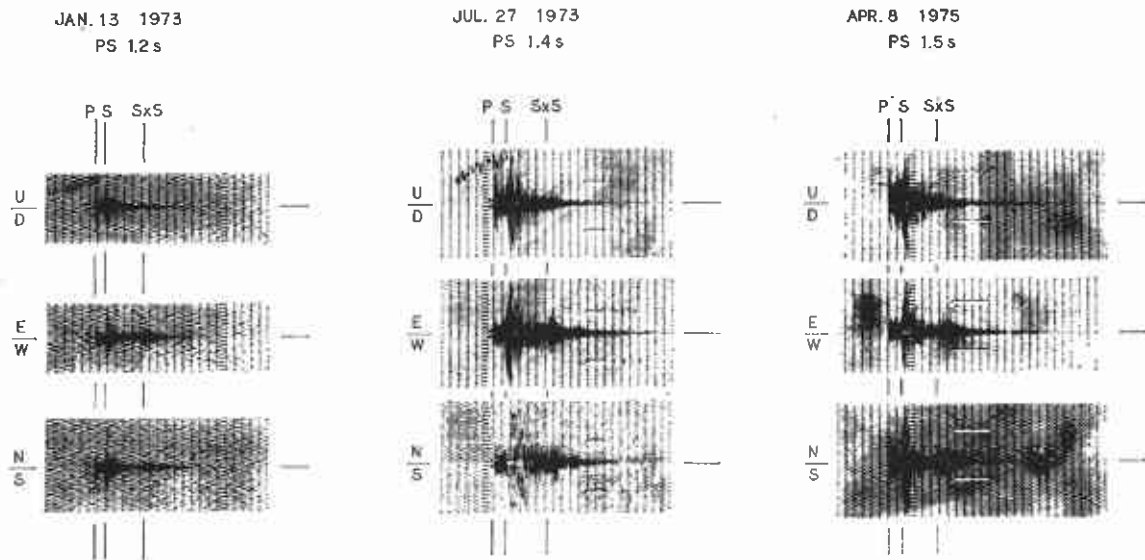 JAN. 13 1973
PS 1.2 s
P S SxS
U
D
E
W
N
S
JUL. 27 1973
PS 1.4 s
P S SxS
U
D
E
W
N
S
APR. 8 1975
PS 1.5 s
P S SxS
U
D
E
W
N
S